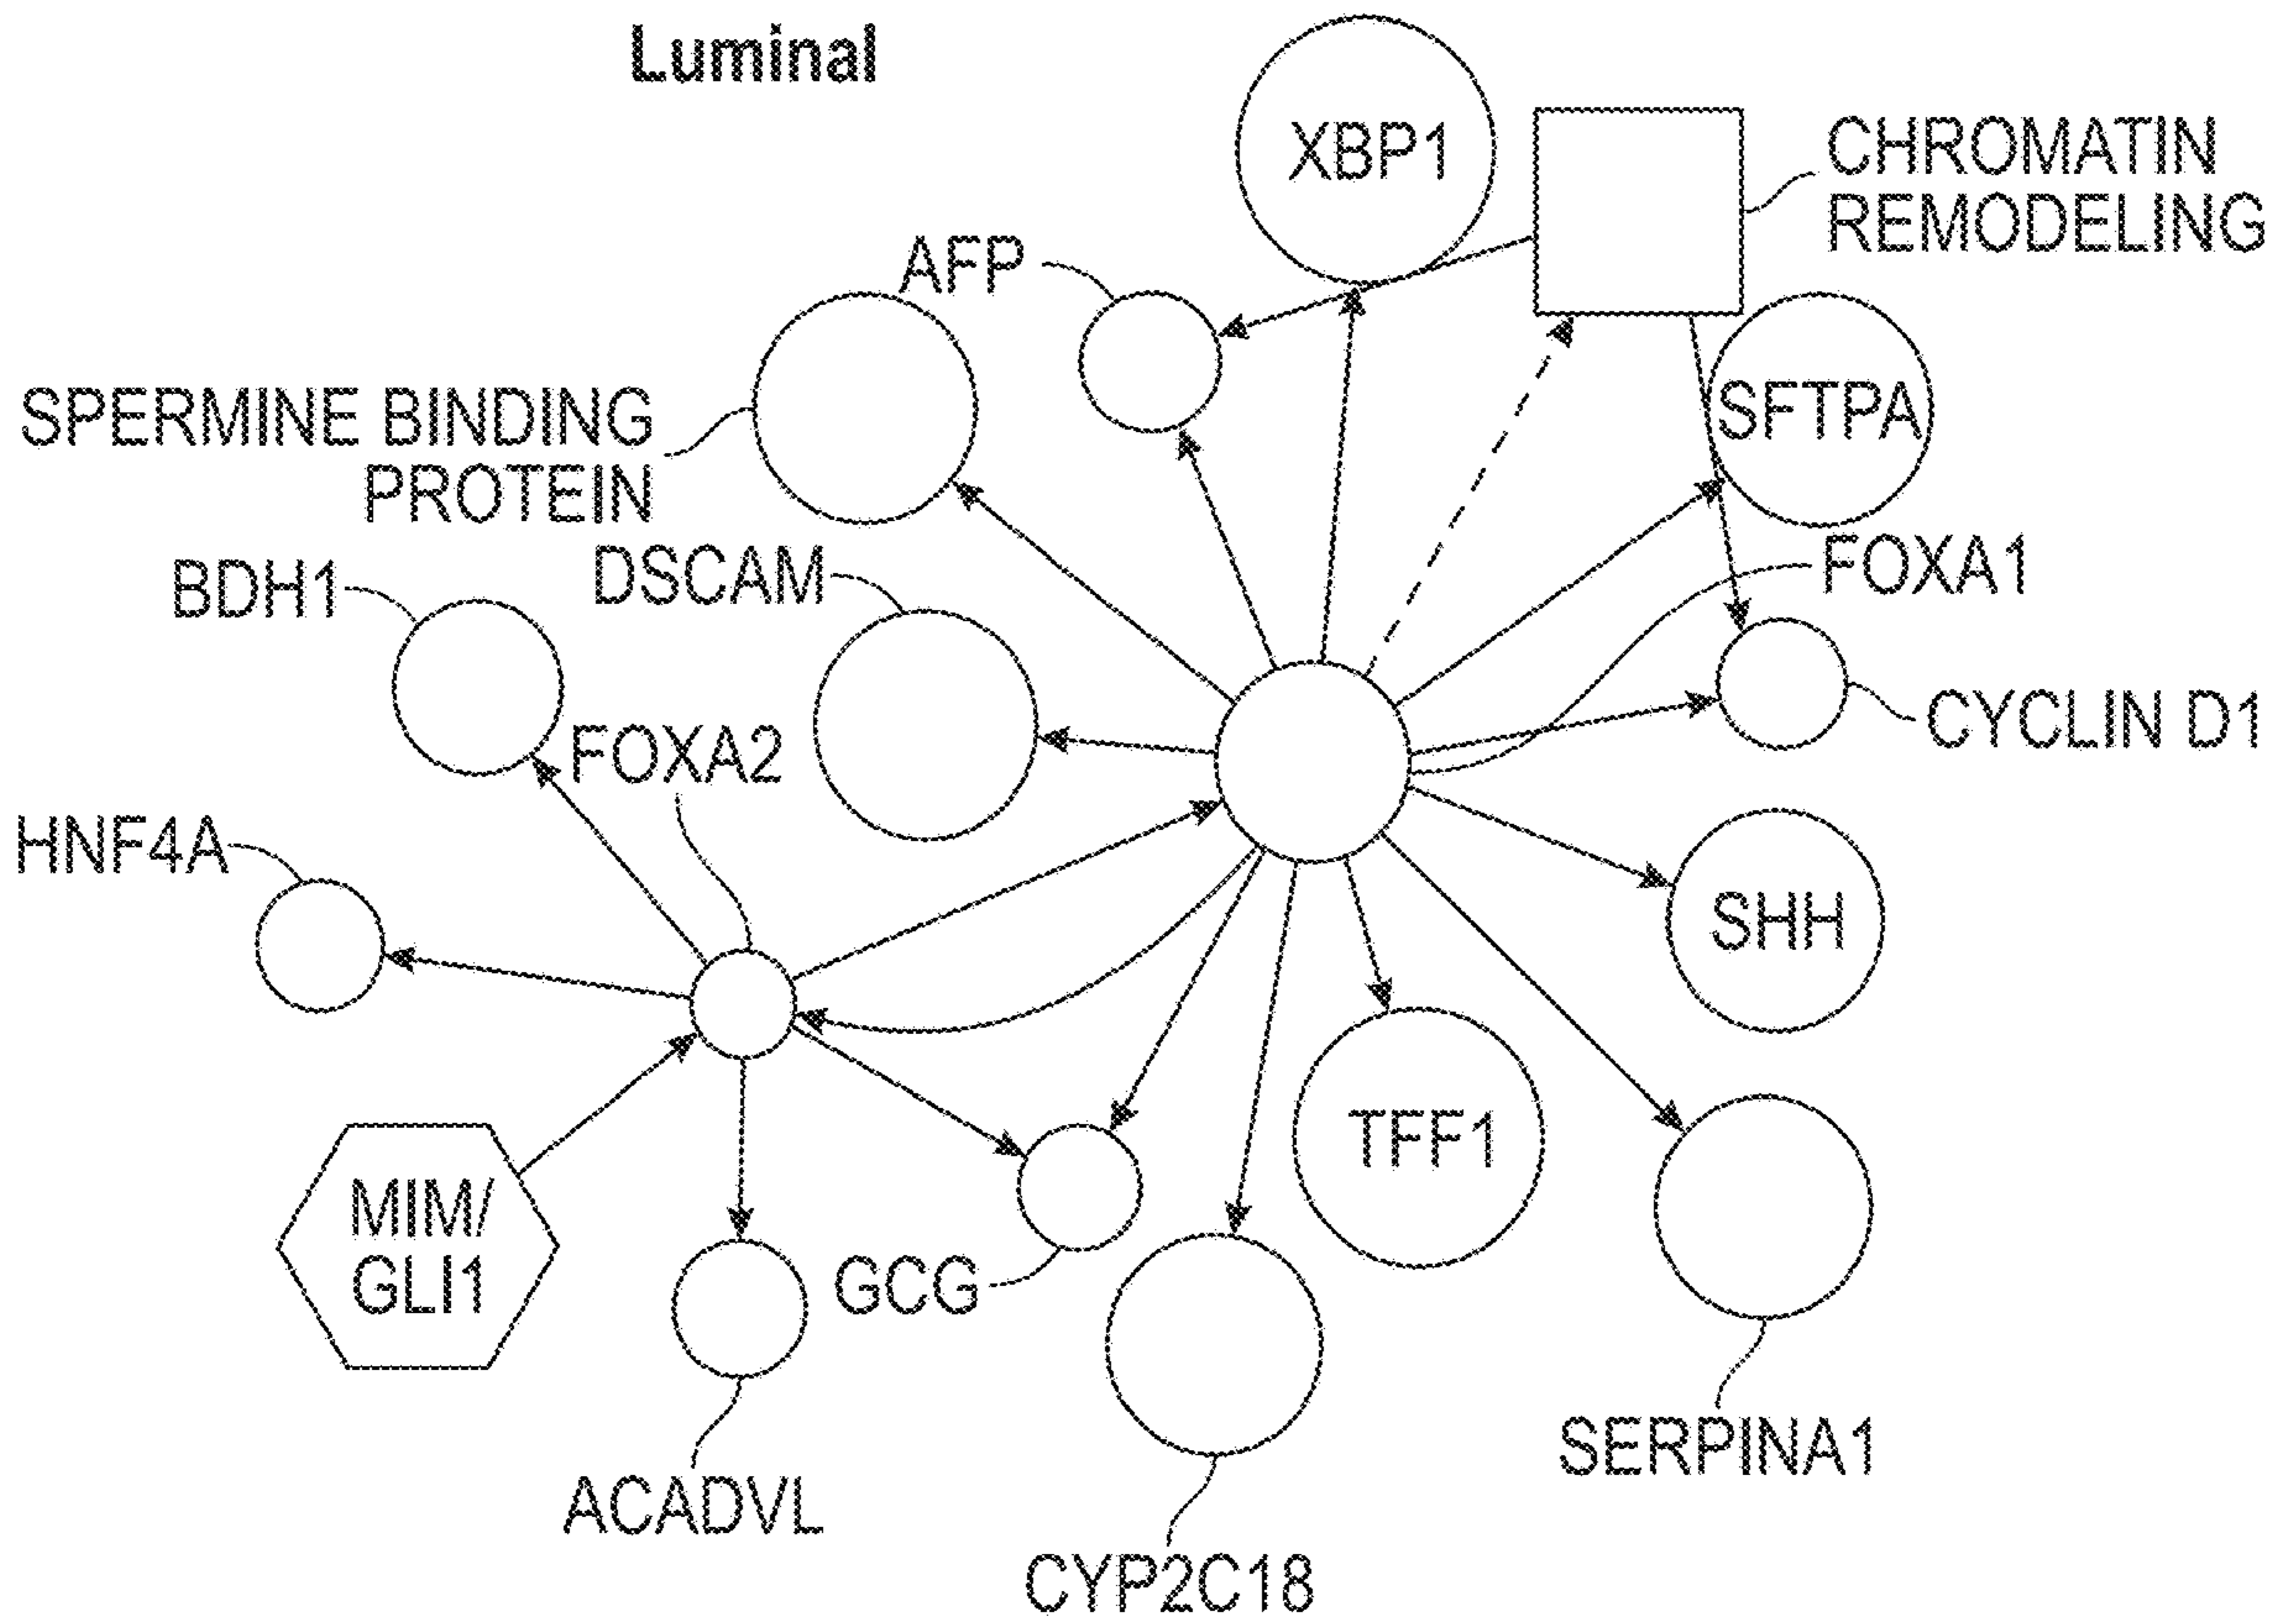 Luminal
XBP1
CHROMATIN
REMODELING
AFP
SPERMINE BINDING
PROTEIN
SFTPA
BDH1
DSCAM
FOXA1
FOXA2
CYCLIN D1
HNF4A
SHH
TFF1
MIM/
GLI1
GCG
SERPINA1
ACADVL
CYP2C18